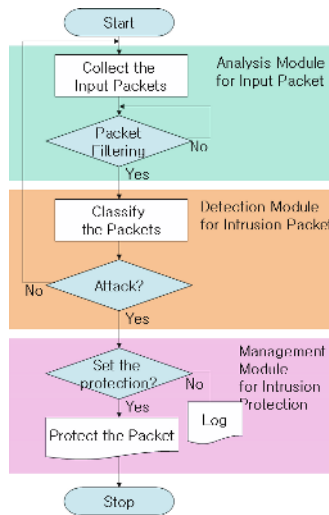 Start
Collect the
Input Packets
Analysis Module
for Input Packet
Packet
Filtering
No
Yes
Classify
the Packets
Detection Module
for Intrusion Packet
Attack?
No
Yes
Set the
protection?
Management
Module
for Intrusion
Protection
No
Yes
Log
Protect the Packet
Stop